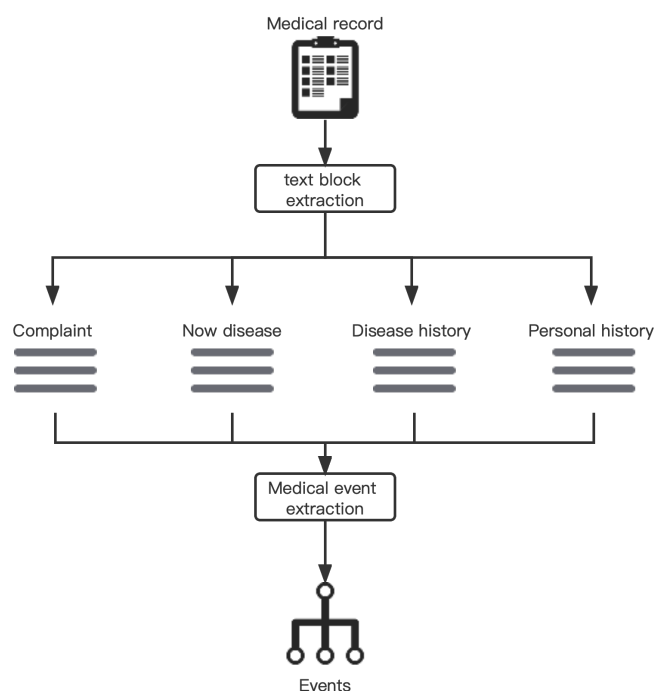 Medical record
text block
extraction
Complaint
Now disease
Disease history
Personal history
Medical event
extraction
Events